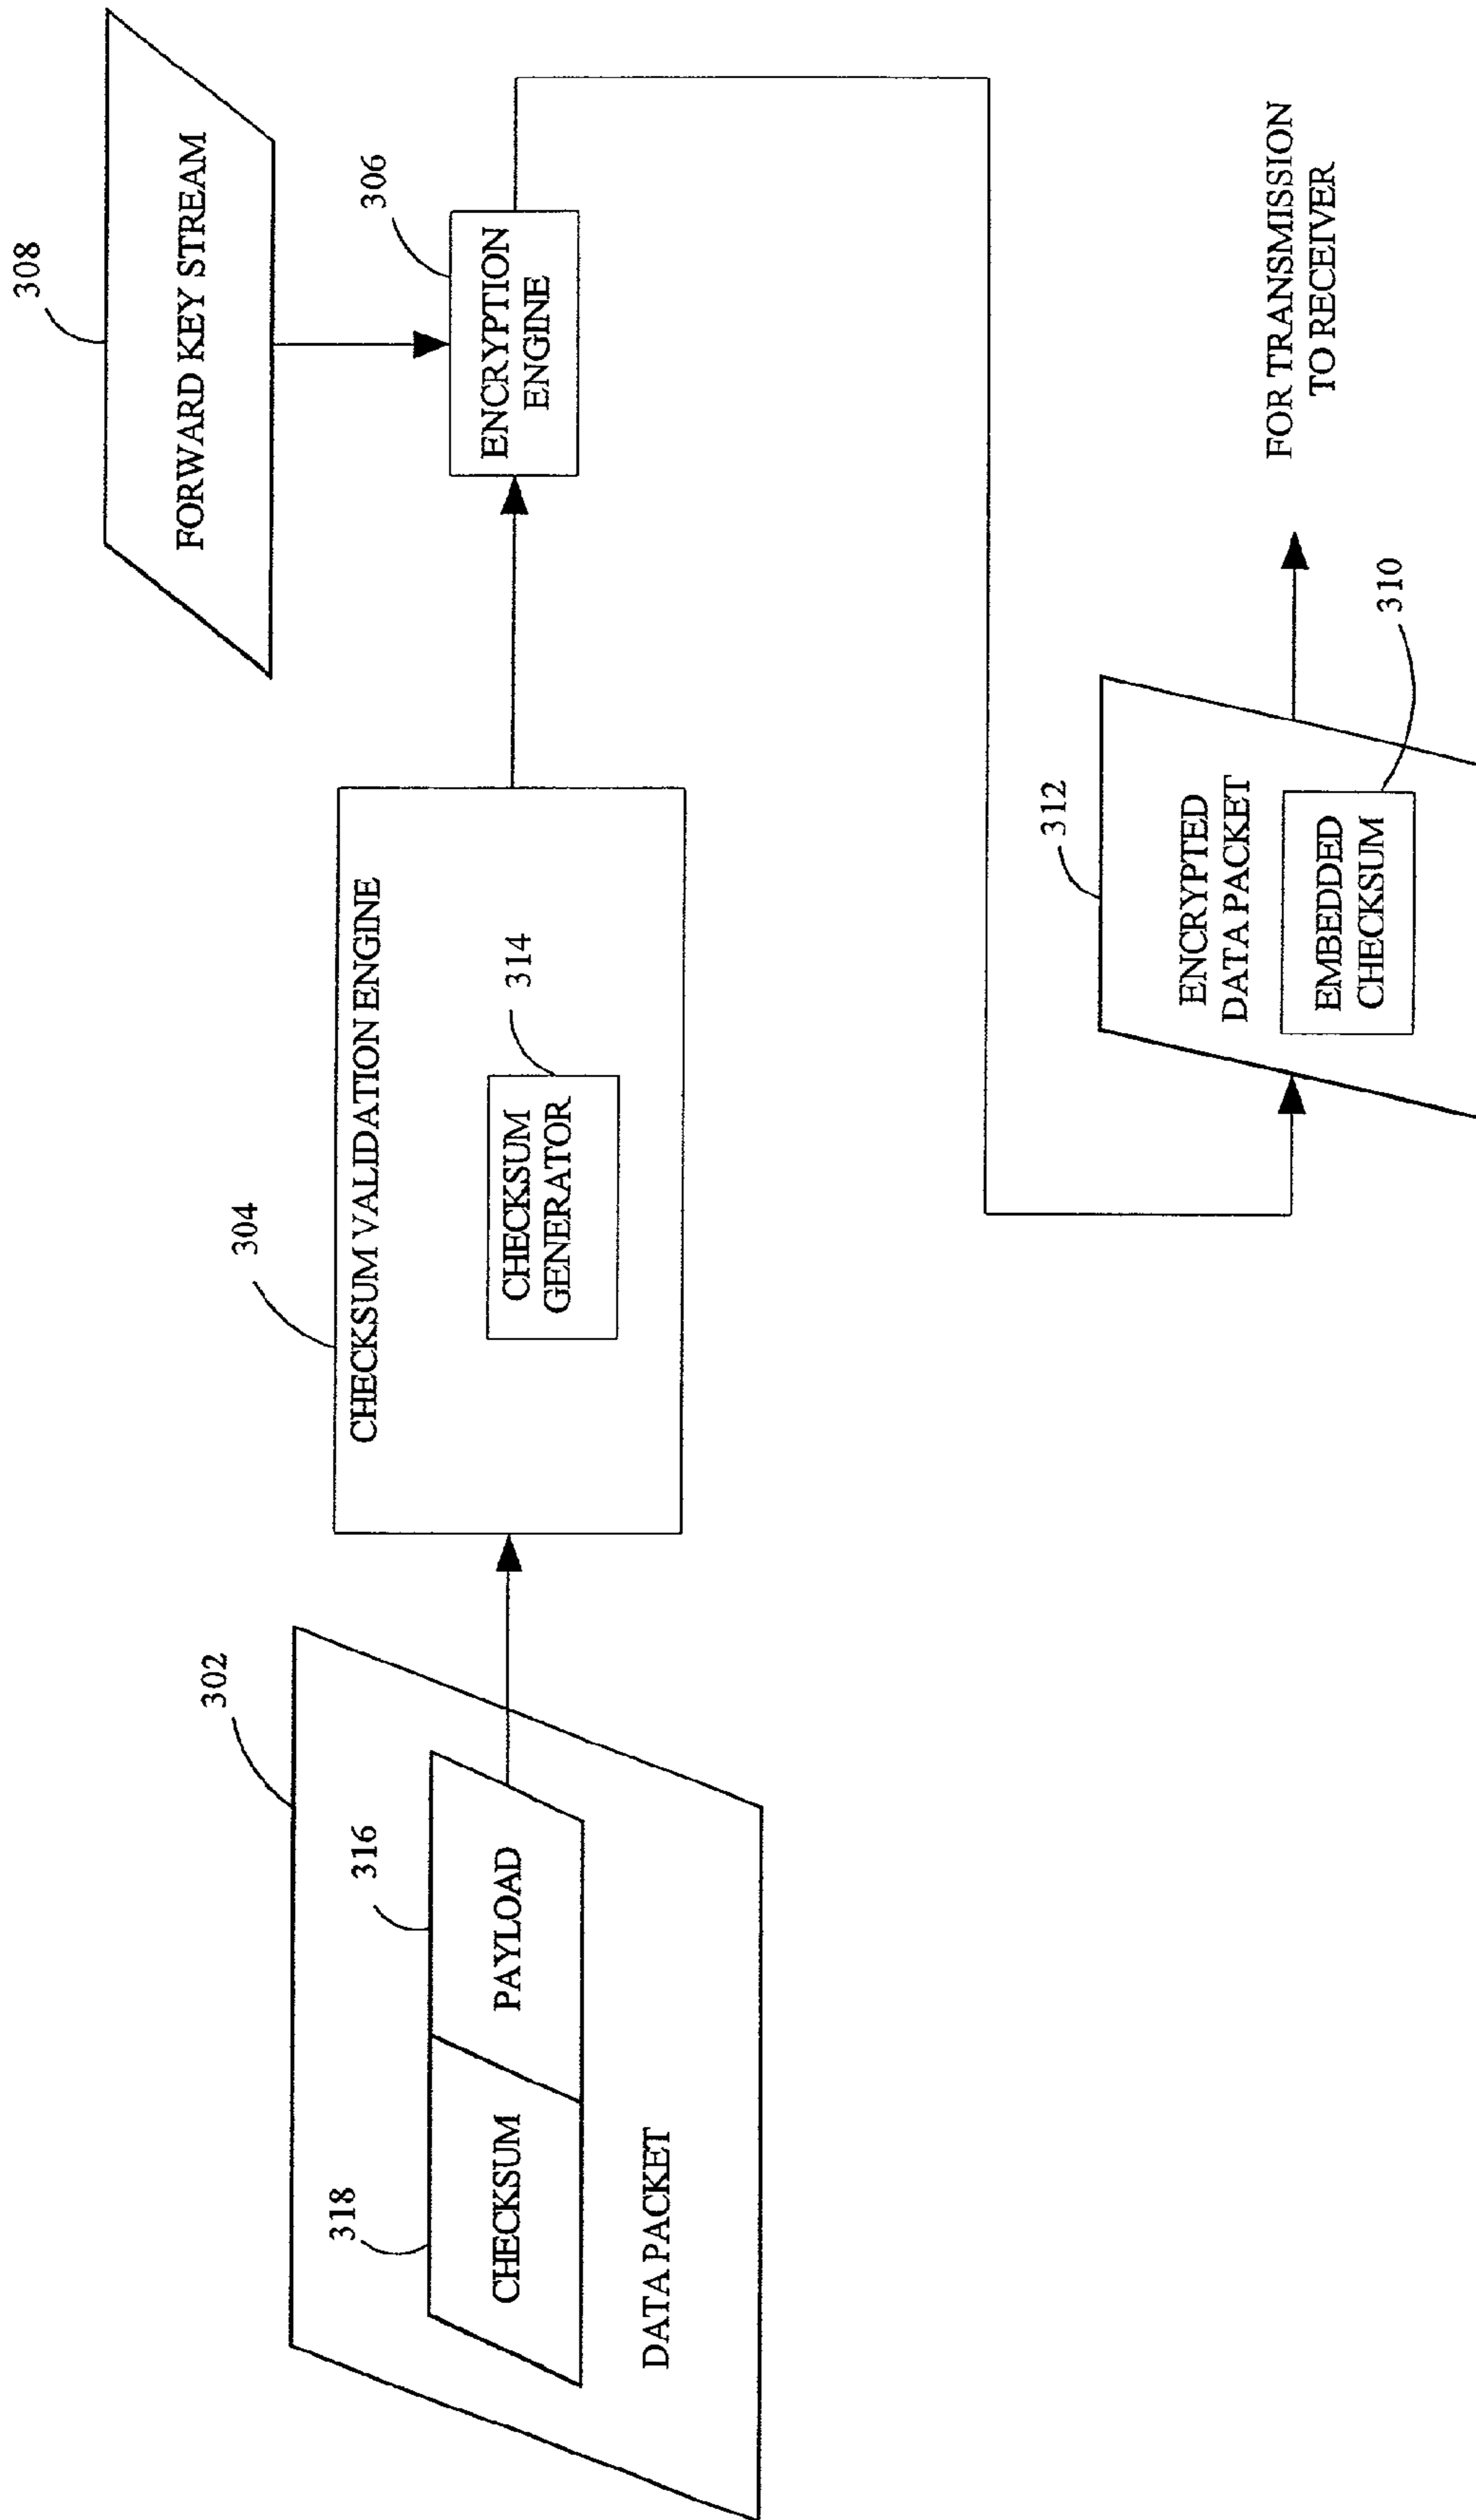 308
FORWARD KEY STREAM
306
ENCRYPTION
ENGINE
304
CHECKSUM VALIDATION ENGINE
314
CHECKSUM
GENERATOR
302
316
PAYLOAD
318
CHECKSUM
DATA PACKET
312
ENCRYPTED
DATA PACKET
EMBEDDED
CHECKSUM
310
FOR TRANSMISSION
TO RECEIVER